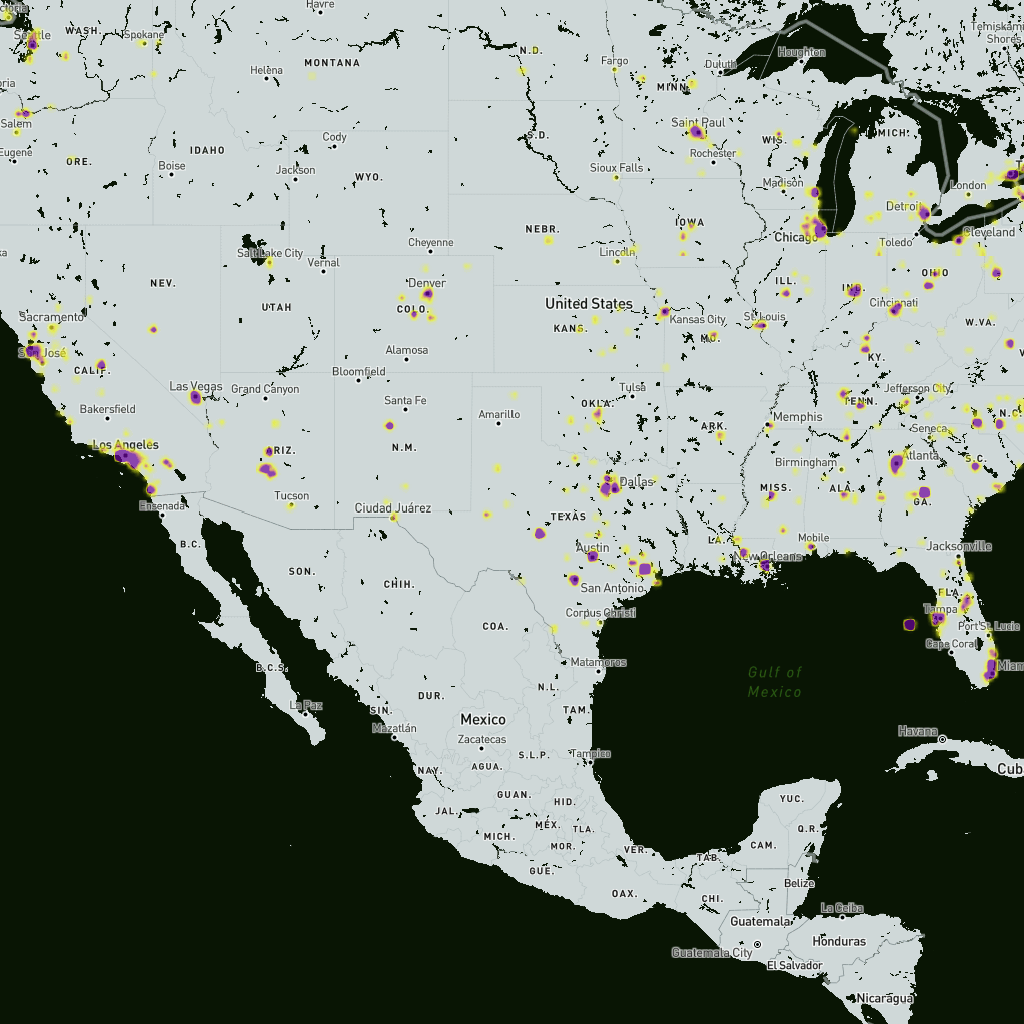 Havre
Temiskami
Shores
Seattle
WASH.
Spokane
N.D.
Houghton
MONTANA
Fargo
Duluth
Helena
MINN.
Salem
Saint Paul
MICH.
Cody
S.D.
WIS.
Eugene
IDAHO
Rochester
ORE.
Boise
Jackson
WYO.
Sioux Falls
Madison
London
Detroi
NEBR.
IOWA
Chicago
Cleveland
Cheyenne
Toledo
Salt Lake City
Vernal
Lincoln
OHIO
NEV.
Denver
ILL.
IND.
UTAH
COLO.
United States
Cincinnati
Sacramento
Kansas City
St. Louis
W.VA.
KANS.
MO.
San José
Alamosa
KY.
CALIF.
Bloomfield
Las Vegas
Grand Canyon
Tulsa
Jefferson City
Santa Fe
OKLA.
TENN.
Bakersfield
Amarillo
Memphis
N.C.
ARK.
Seneca
Los Angeles
ARIZ.
N.M.
Birmingham
Atlanta
S.C.
Dallas
MISS.
ALA.
Tucson
GA.
Ensenada
Ciudad Juárez
TEXAS
B.C.
LA.
Mobile
Austin
New Orleans
Jacksonville
SON.
CHIH.
San Antonio
FLA.
Corpus Christi
Tampa
COA.
Port St. Lucie
Cape Coral
B.C.S.
Matamoros
Miam
Gulf of
Mexico
DUR.
N.L.
La Paz
SIN.
TAM.
Mexico
Mazatlán
Havana
Zacatecas
S.L.P.
Tampico
AGUA.
Cub
NAY.
GUAN.
HID.
YUC.
JAL.
MÉX.
TLA.
Q.R.
MICH.
MOR.
CAM.
VER.
TAB.
GUE.
Belize
OAX.
CHI.
La Ceiba
Guatemala
Honduras
Guatemala City
El Salvador
Nicaragua